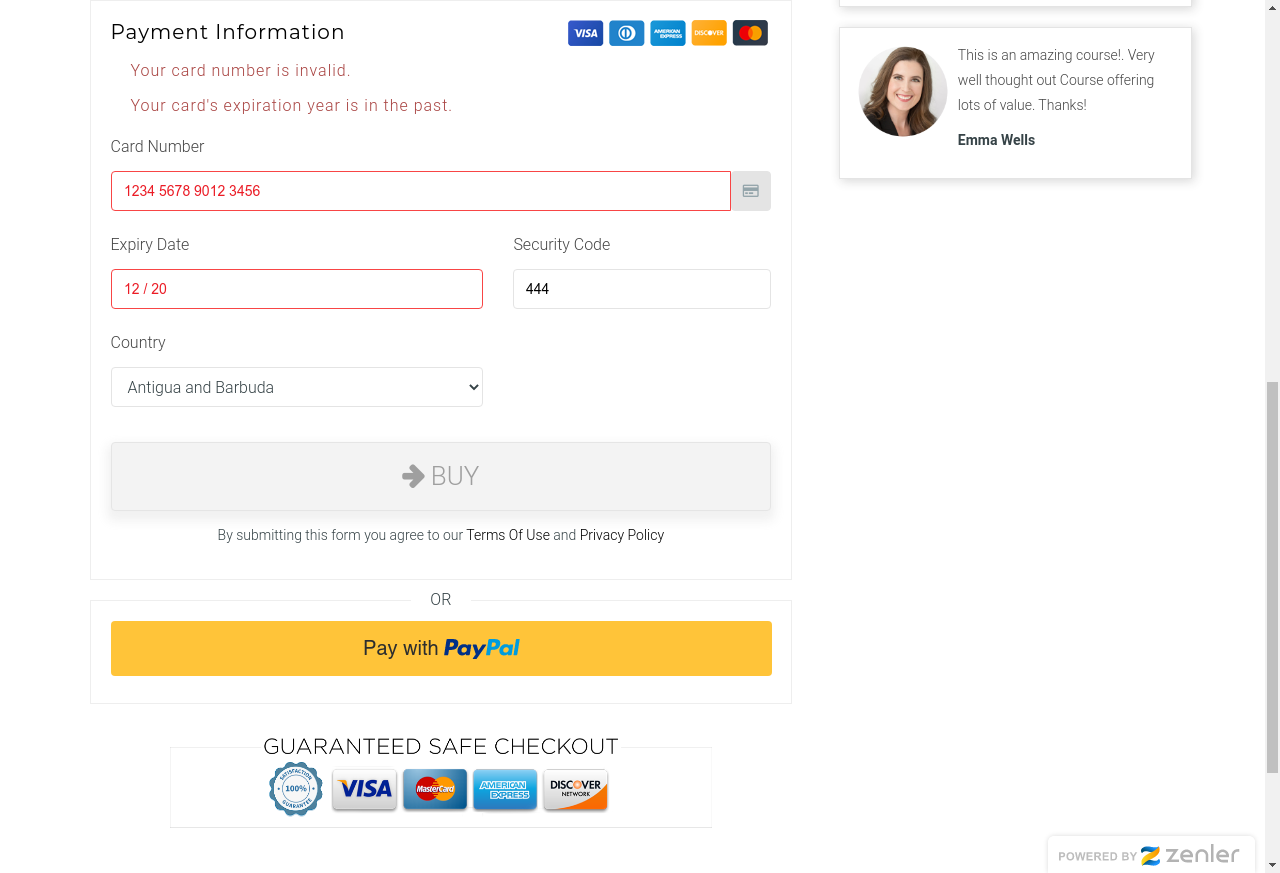 Payment Information
VISA
AMERICAN EXPRESS
DISCOVER
Your card number is invalid.
Your card's expiration year is in the past.
Card Number
1234 5678 9012 3456
Expiry Date
Security Code
12 / 20
444
Country
Antigua and Barbuda
BUY
By submitting this form you agree to our Terms Of Use and Privacy Policy
OR
Pay with PayPal
GUARANTEED SAFE CHECKOUT
SATISFACTION
100%
GUARANTEE
VISA
MasterCard
AMERICAN EXPRESS
DISCOVER
NETWORK
This is an amazing course!. Very
well thought out Course offering
lots of value. Thanks!
Emma Wells
POWERED BY zenler